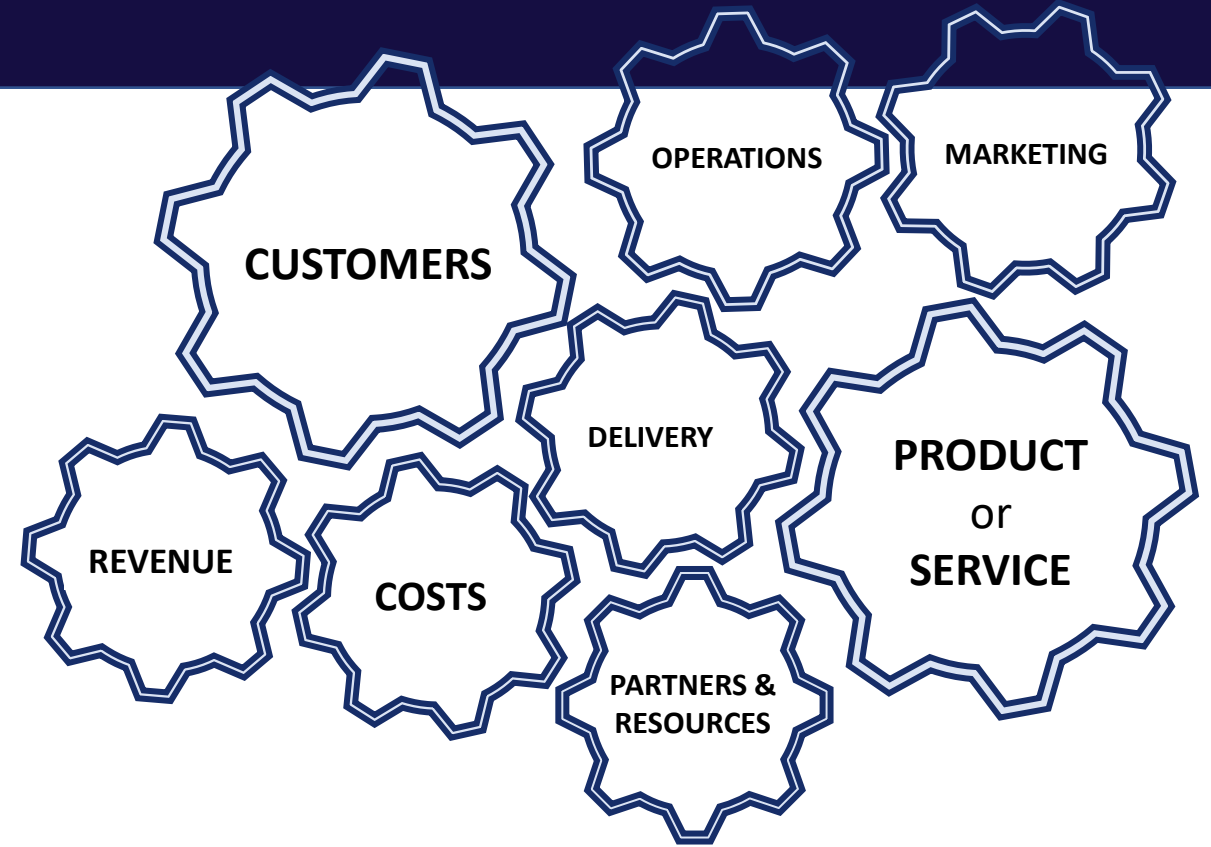 OPERATIONS
MARKETING
CUSTOMERS
DELIVERY
PRODUCT
or
SERVICE
REVENUE
COSTS
PARTNERS &
RESOURCES